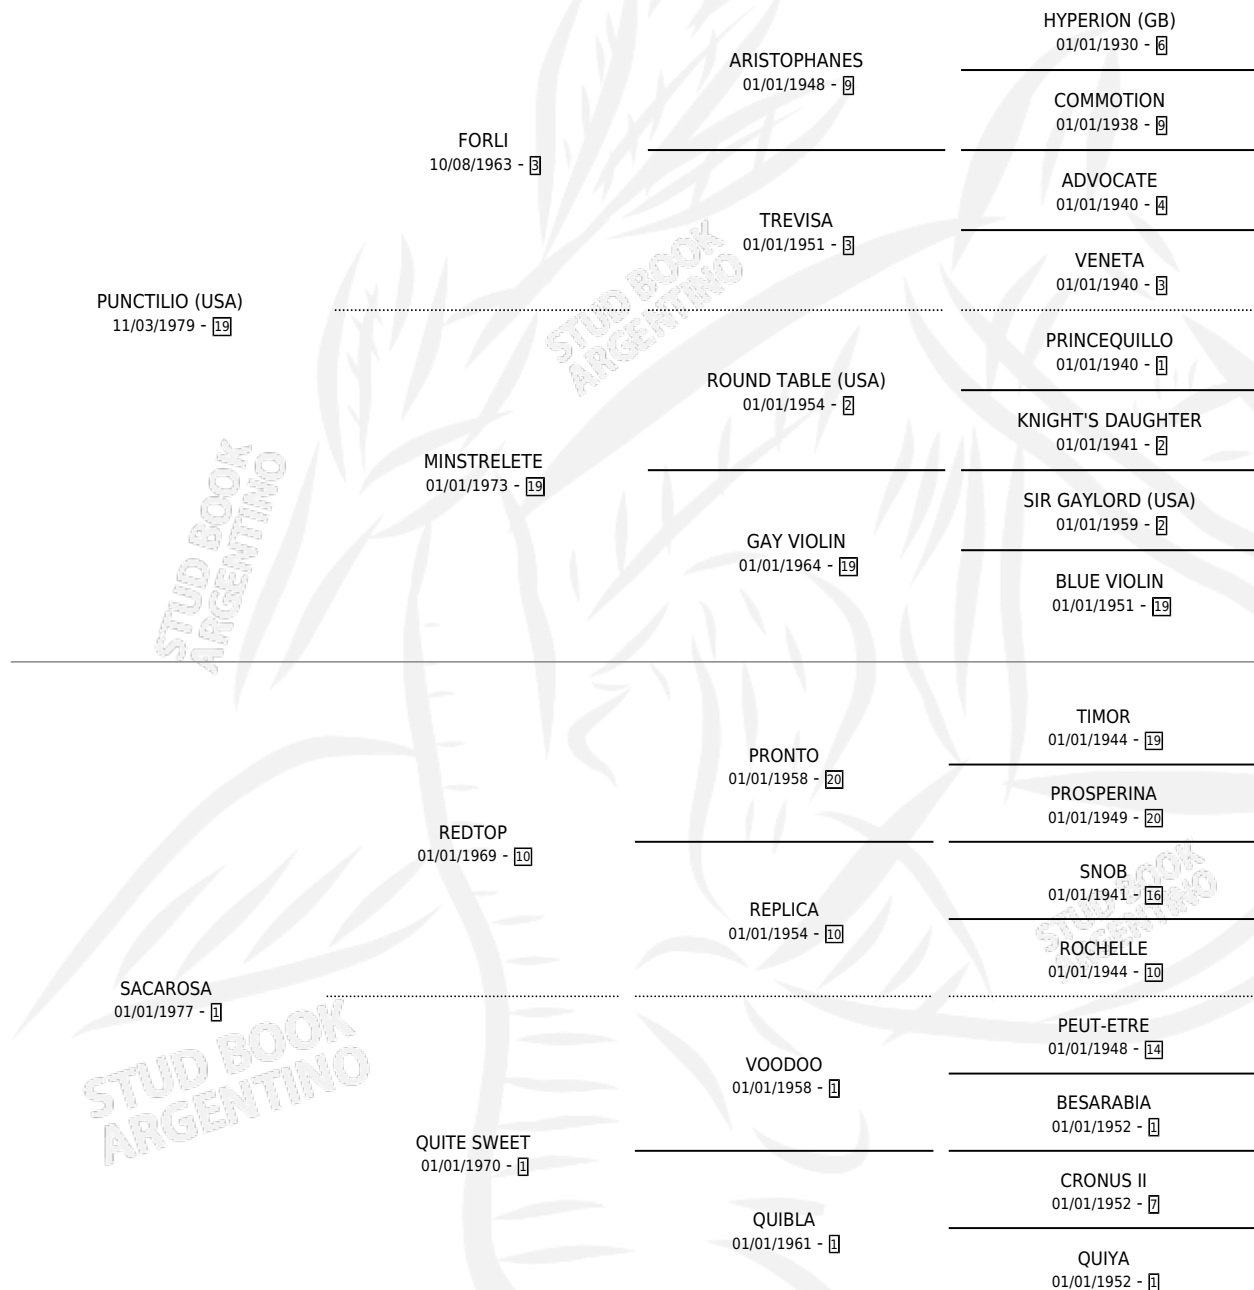 HYPERION (GB)
01/01/1930 - 6
ARISTOPHANES
01/01/1948 - 9
COMMOTION
01/01/1938 - 9
FORLI
10/08/1963 - 3
ADVOCATE
01/01/1940 - 4
TREVISA
01/01/1951 - 3
VENETA
01/01/1940 - 3
PUNCTILIO (USA)
11/03/1979 - 19
PRINCEQUILLO
01/01/1940 - 1
ROUND TABLE (USA)
01/01/1954 - 2
KNIGHT'S DAUGHTER
01/01/1941 - 2
MINSTRELETE
01/01/1973 - 19
SIR GAYLORD (USA)
01/01/1959 - 2
GAY VIOLIN
01/01/1964 - 19
BLUE VIOLIN
01/01/1951 - 19
TIMOR
01/01/1944 - 19
PRONTO
01/01/1958 - 20
PROSPERINA
01/01/1949 - 20
REDTOP
01/01/1969 - 10
SNOB
01/01/1941 - 16
REPLICA
01/01/1954 - 10
ROCHELLE
01/01/1944 - 10
SACAROSA
01/01/1977 - 1
PEUT-ETRE
01/01/1948 - 14
VOODOO
01/01/1958 - 1
BESARABIA
01/01/1952 - 1
QUITE SWEET
01/01/1970 - 1
CRONUS II
01/01/1952 - 7
QUIBLA
01/01/1961 - 1
QUIYA
01/01/1952 - 1
STUD BOOK
ARGENTINO
STUD BOOK
ARGENTINO
STUD BOOK
ARGENTINO
STUD BOOK
ARGENTINO